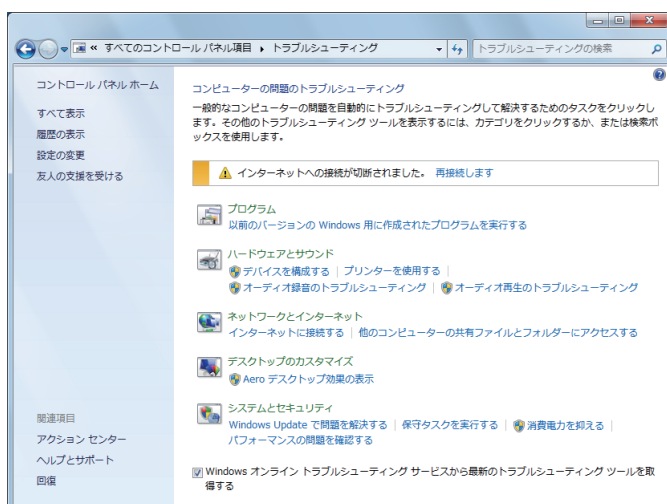 « すべてのコントロール パネル項目 ▸ トラブルシューティング
トラブルシューティングの検索
コントロール パネル ホーム
すべて表示
履歴の表示
設定の変更
友人の支援を受ける
コンピューターの問題のトラブルシューティング
一般的なコンピューターの問題を自動的にトラブルシューティングして解決するためのタスクをクリックし
ます。その他のトラブルシューティング ツールを表示するには、カテゴリをクリックするか、または検索ボ
ックスを使用します。
インターネットへの接続が切断されました。 再接続します
プログラム
以前のバージョンの Windows 用に作成されたプログラムを実行する
ハードウェアとサウンド
デバイスを構成する | プリンターを使用する |
オーディオ録音のトラブルシューティング | オーディオ再生のトラブルシューティング
ネットワークとインターネット
インターネットに接続する | 他のコンピューターの共有ファイルとフォルダーにアクセスする
デスクトップのカスタマイズ
Aero デスクトップ効果の表示
システムとセキュリティ
Windows Update で問題を解決する | 保守タスクを実行する | 消費電力を抑える |
パフォーマンスの問題を確認する
Windows オンライン トラブルシューティング サービスから最新のトラブルシューティング ツールを取
得する
関連項目
アクション センター
ヘルプとサポート
回復